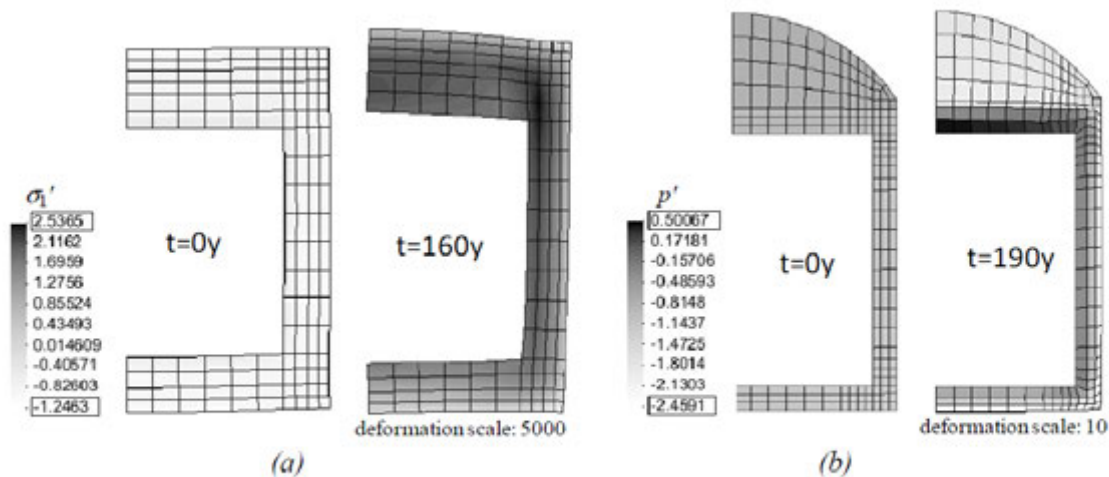 σ₁'
2.5365
2.1162
1.6959
1.2756
0.85524
0.43493
0.014609
-0.40571
-0.82603
-1.2463
t=0y
t=160y
deformation scale: 5000
(a)
p'
0.50067
0.17181
-0.15706
-0.48593
-0.8148
-1.1437
-1.4725
-1.8014
-2.1303
-2.4591
t=0y
t=190y
deformation scale: 10
(b)